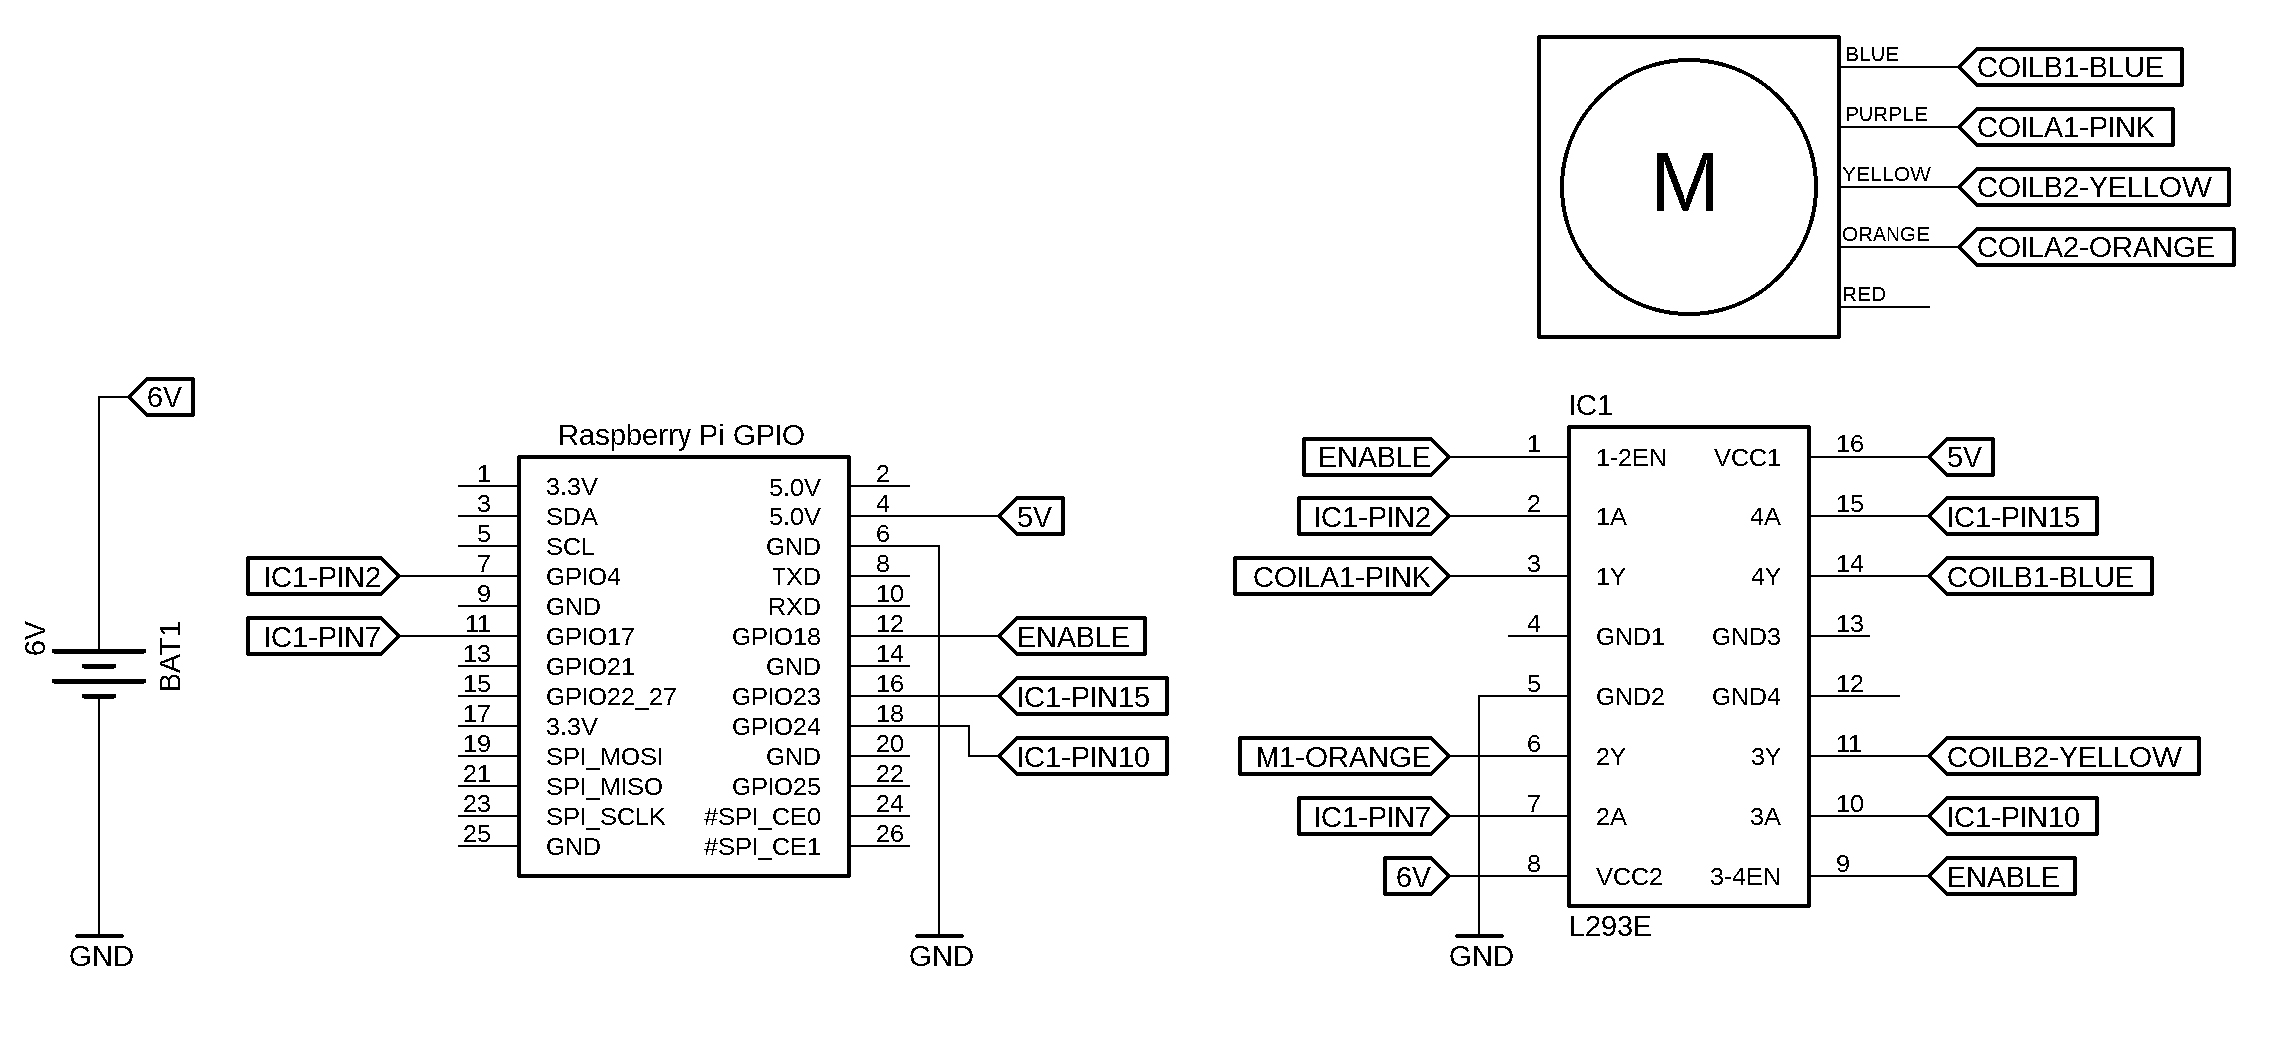 BLUE COILB1-BLUE
PURPLE COILA1-PINK
M
YELLOW COILB2-YELLOW
ORANGE COILA2-ORANGE
RED
6V
6V
BAT1
GND
Raspberry Pi GPIO
1 3.3V 5.0V 2
3 SDA 5.0V 4 5V
5 SCL GND 6
IC1-PIN2 7 GPIO4 TXD 8
9 GND RXD 10
IC1-PIN7 11 GPIO17 GPIO18 12 ENABLE
13 GPIO21 GND 14
15 GPIO22_27 GPIO23 16 IC1-PIN15
17 3.3V GPIO24 18
19 SPI_MOSI GND 20 IC1-PIN10
21 SPI_MISO GPIO25 22
23 SPI_SCLK #SPI_CE0 24
25 GND #SPI_CE1 26
GND
IC1
ENABLE 1 1-2EN VCC1 16 5V
IC1-PIN2 2 1A 4A 15 IC1-PIN15
COILA1-PINK 3 1Y 4Y 14 COILB1-BLUE
4 GND1 GND3 13
5 GND2 GND4 12
M1-ORANGE 6 2Y 3Y 11 COILB2-YELLOW
IC1-PIN7 7 2A 3A 10 IC1-PIN10
6V 8 VCC2 3-4EN 9 ENABLE
L293E
GND